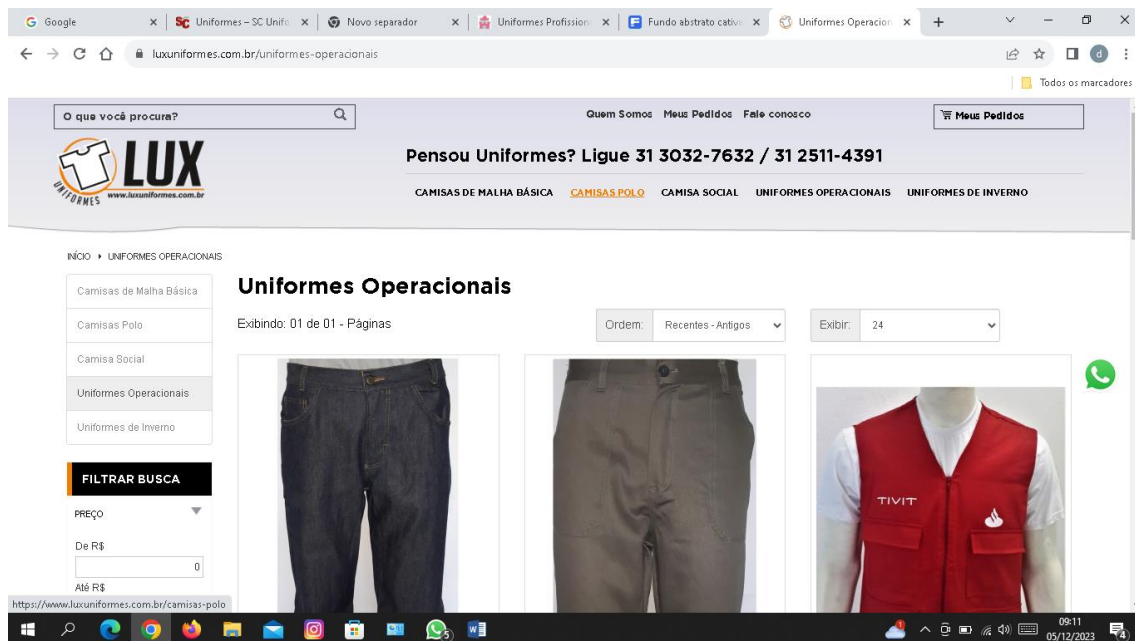 Google
SC Uniformes – SC Unifo
Novo separador
Uniformes Profission
Fundo abstrato cativa
Uniformes Operacion
luxuniformes.com.br/uniformes-operacionais
d
Todos os marcadores
O que você procura?
Quem Somos Meus Pedidos Fale conosco
Meus Pedidos
LUX
UNIFORMES
www.luxuniformes.com.br
Pensou Uniformes? Ligue 31 3032-7632 / 31 2511-4391
CAMISAS DE MALHA BÁSICA CAMISAS POLO CAMISA SOCIAL UNIFORMES OPERACIONAIS UNIFORMES DE INVERNO
INÍCIO UNIFORMES OPERACIONAIS
Camisas de Malha Básica
Camisas Polo
Camisa Social
Uniformes Operacionais
Uniformes de Inverno
Uniformes Operacionais
Exibindo: 01 de 01 - Páginas
Ordem: Recentes - Antigos
Exibir: 24
TIVIT
FILTRAR BUSCA
PREÇO
De R$
0
Até R$
https://www.luxuniformes.com.br/camisas-polo
09:11
05/12/2023